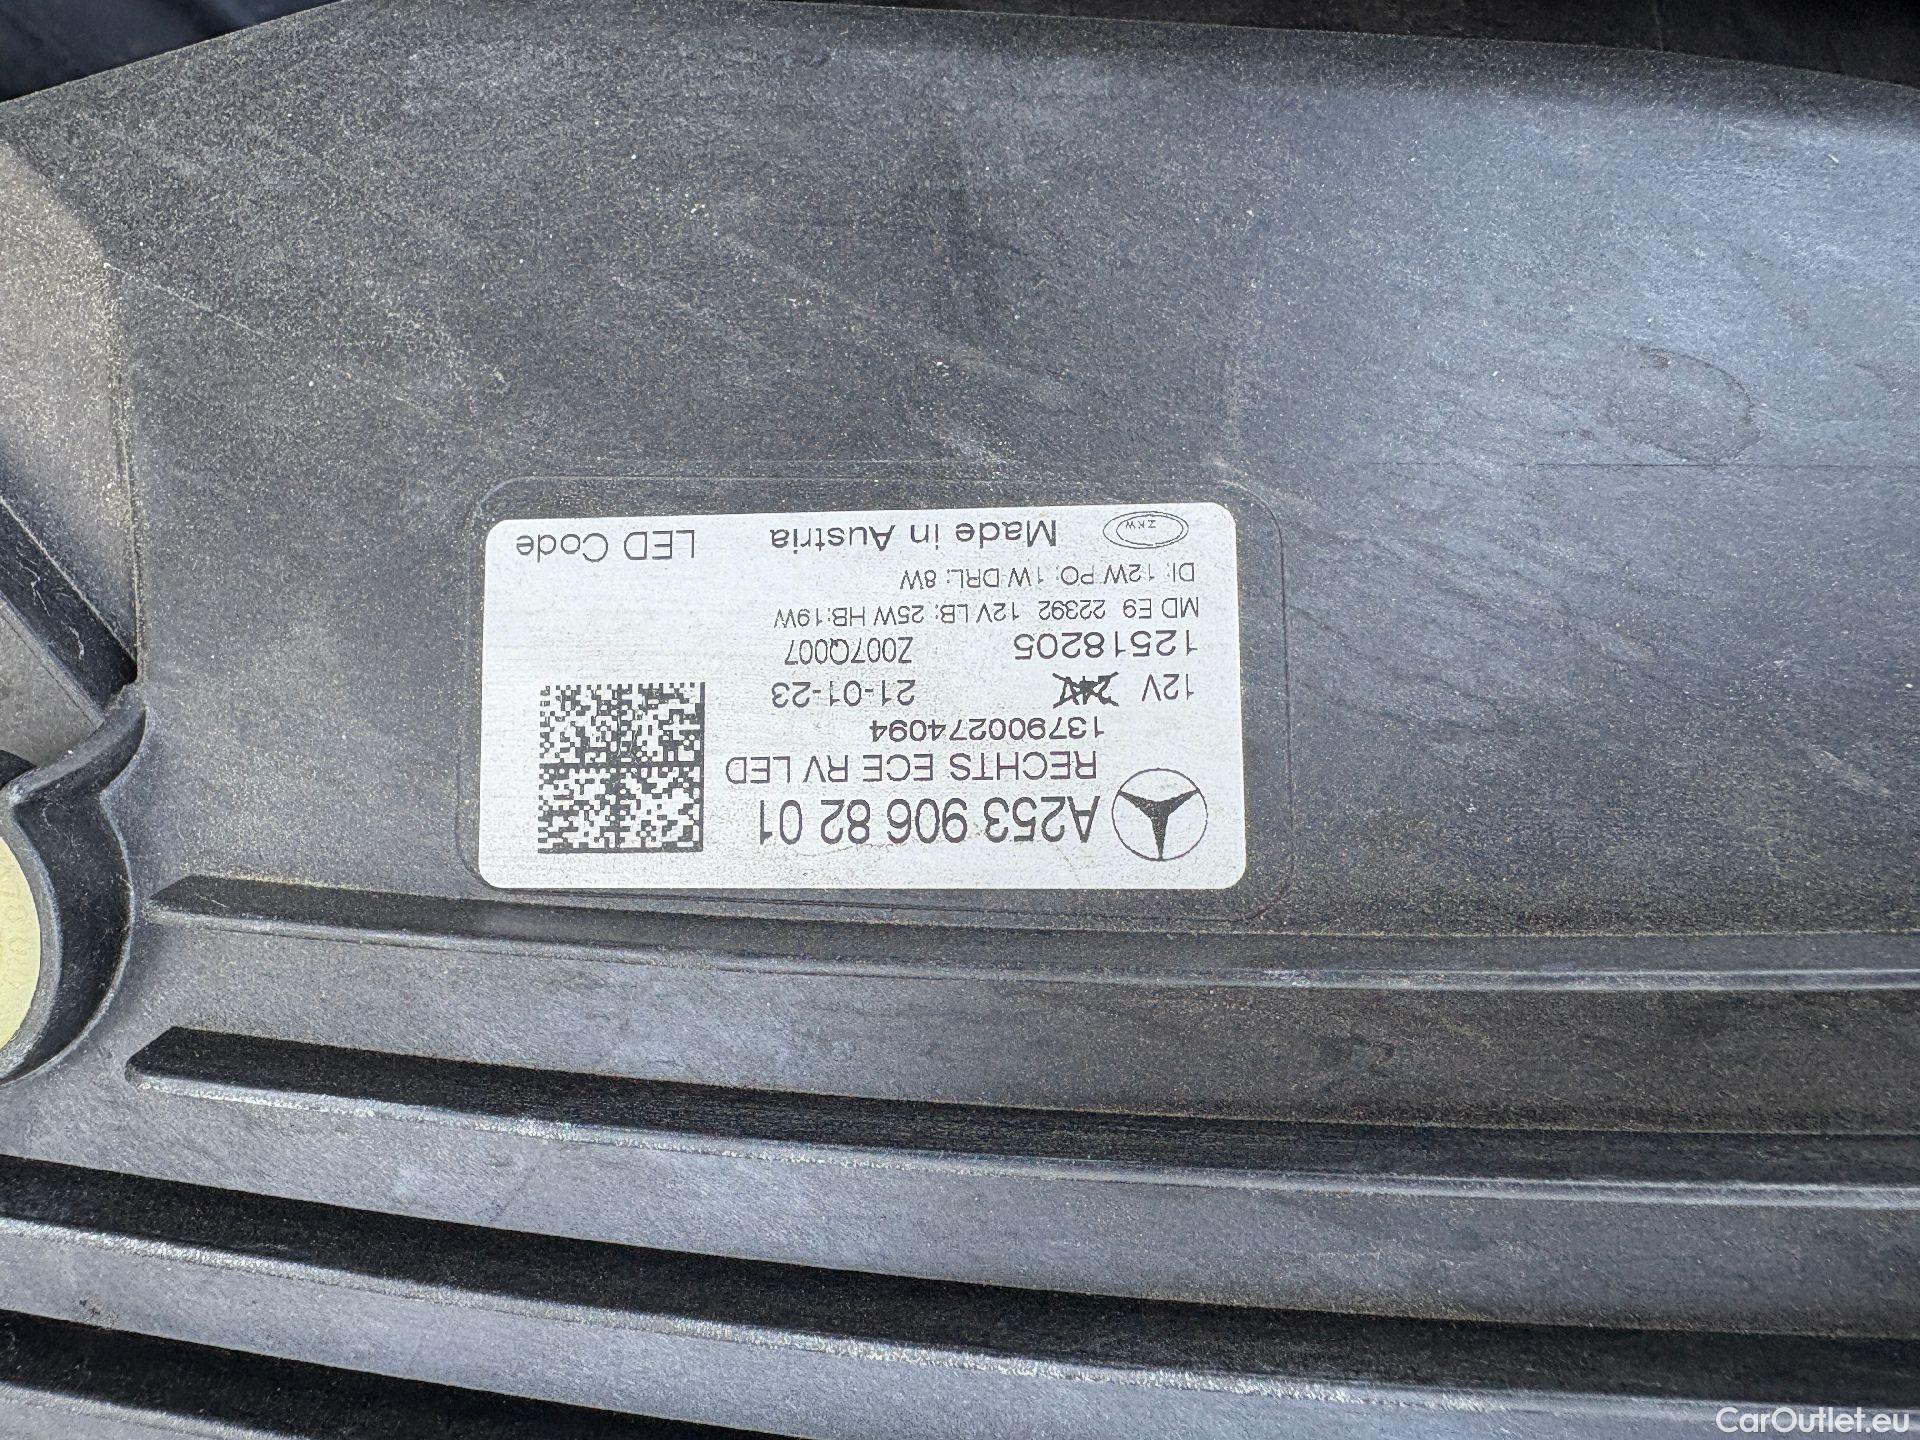 A253 906 82 01
RECHTS ECE RV LED
137900274094
12V 24V 21-01-23
12518205 Z007Q007
MD E9 22392 12V LB: 25W HB:19W
DI: 12W PO: 1W DRL: 8W
ZKW Made in Austria LED Code
CarOutlet.eu